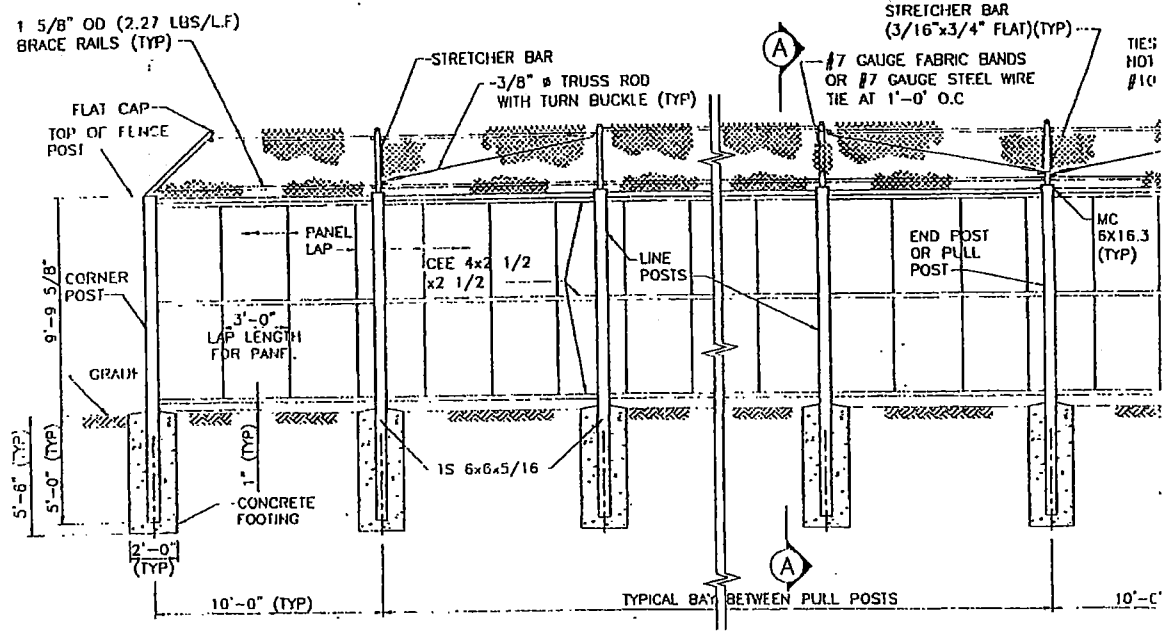 1 5/8" OD (2.27 LBS/L.F)
BRACE RAILS (TYP)
STRETCHER BAR
3/8" ø TRUSS ROD
WITH TURN BUCKLE (TYP)
A
STRETCHER BAR
(3/16"x3/4" FLAT)(TYP)
#7 GAUGE FABRIC BANDS
OR #7 GAUGE STEEL WIRE
TIE AT 1'-0" O.C
TIES
NOT
#10
FLAT CAP
TOP OF FENCE
POST
CORNER
POST
9'-9 5/8"
PANEL
LAP
CEE 4x2 1/2
x2 1/2
LINE
POSTS
END POST
OR PULL
POST
MC
6X16.3
(TYP)
3'-0"
LAP LENGTH
FOR PANEL
GRADE
5'-6" (TYP)
5'-0" (TYP)
1" (TYP)
CONCRETE
FOOTING
TS 6x6x5/16
2'-0"
(TYP)
A
10'-0" (TYP)
TYPICAL BAY BETWEEN PULL POSTS
10'-0"